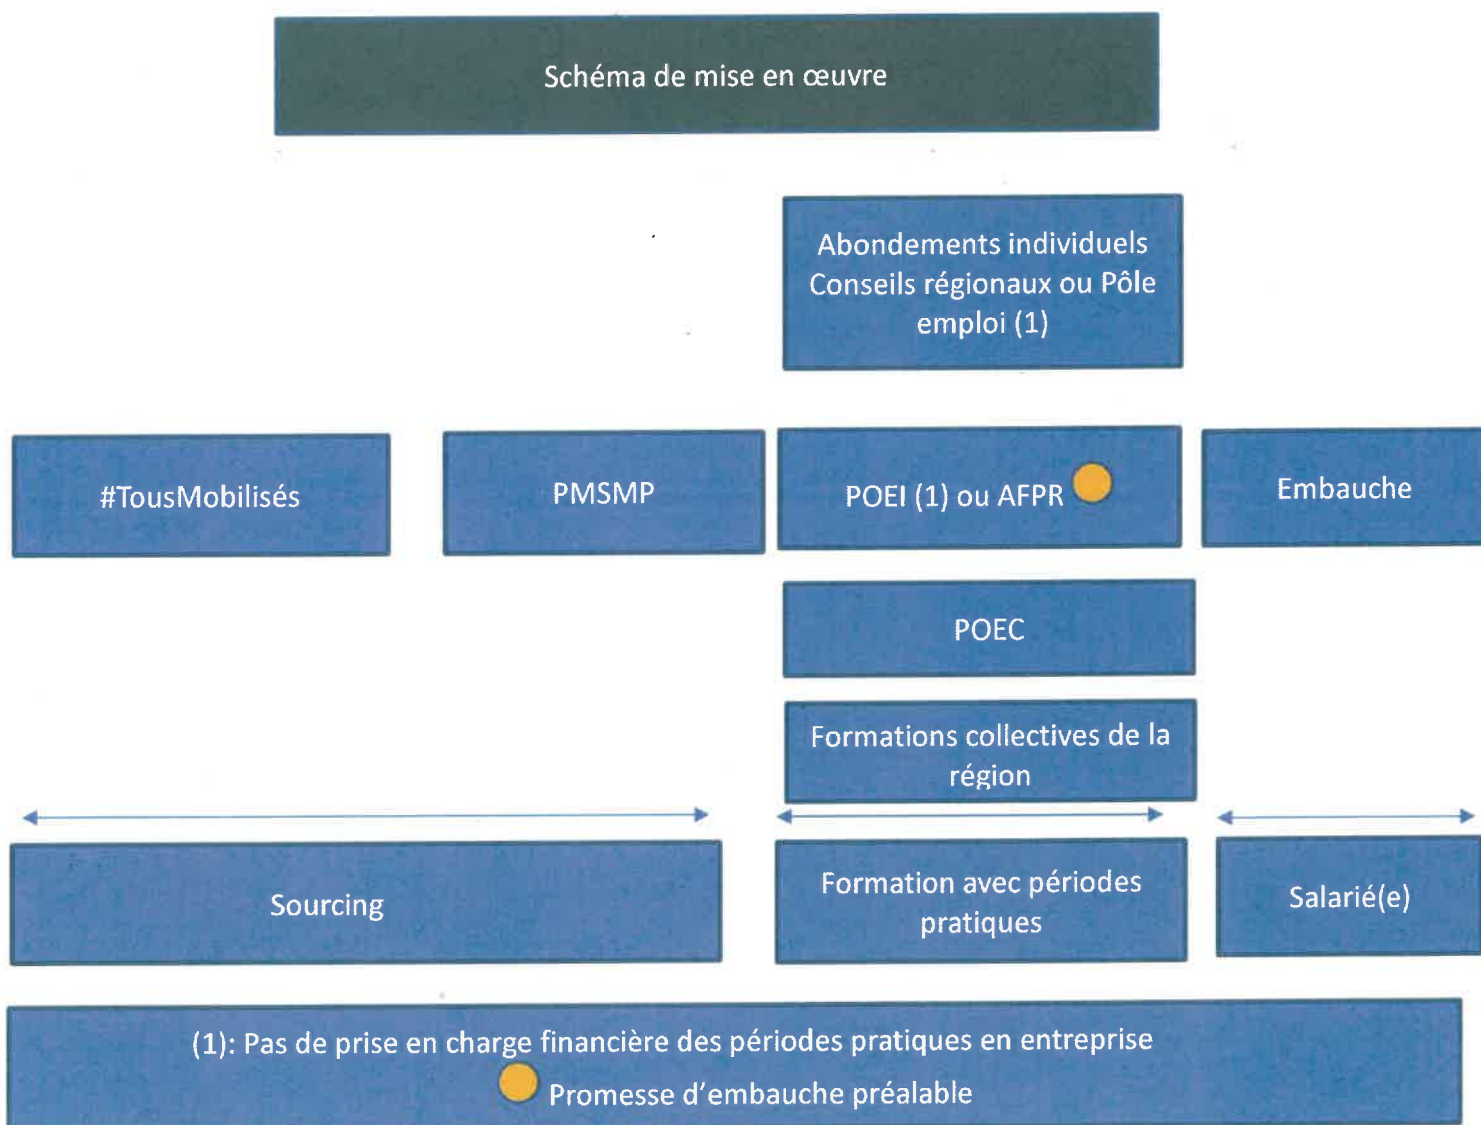 Schéma de mise en œuvre
Abondements individuels
Conseils régionaux ou Pôle
emploi (1)
#TousMobilisés
PMSMP
POEI (1) ou AFPR
Embauche
POEC
Formations collectives de la
région
Sourcing
Formation avec périodes
pratiques
Salarié(e)
(1): Pas de prise en charge financière des périodes pratiques en entreprise
Promesse d'embauche préalable